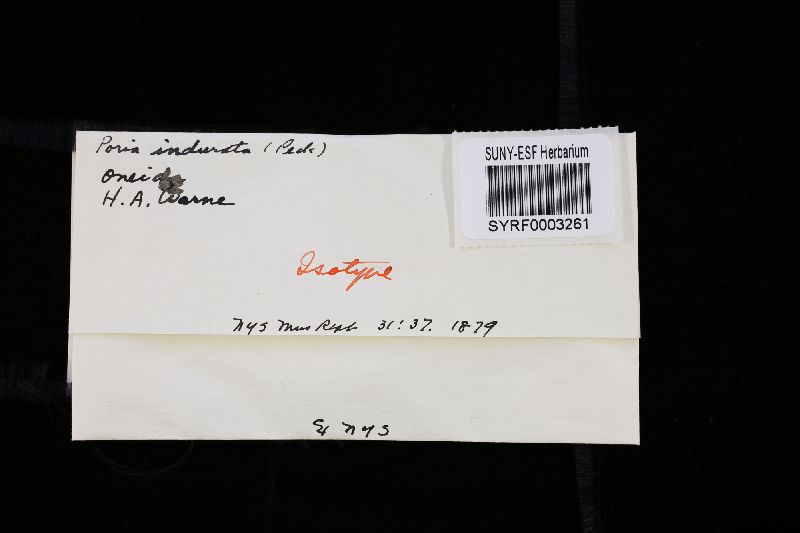 Poria indurata (Peck)
Oneida
H. A. Warne
SUNY-ESF Herbarium
SYRF0003261
Isotype
NYS Mus Rept 31:37. 1879
Ex NYS